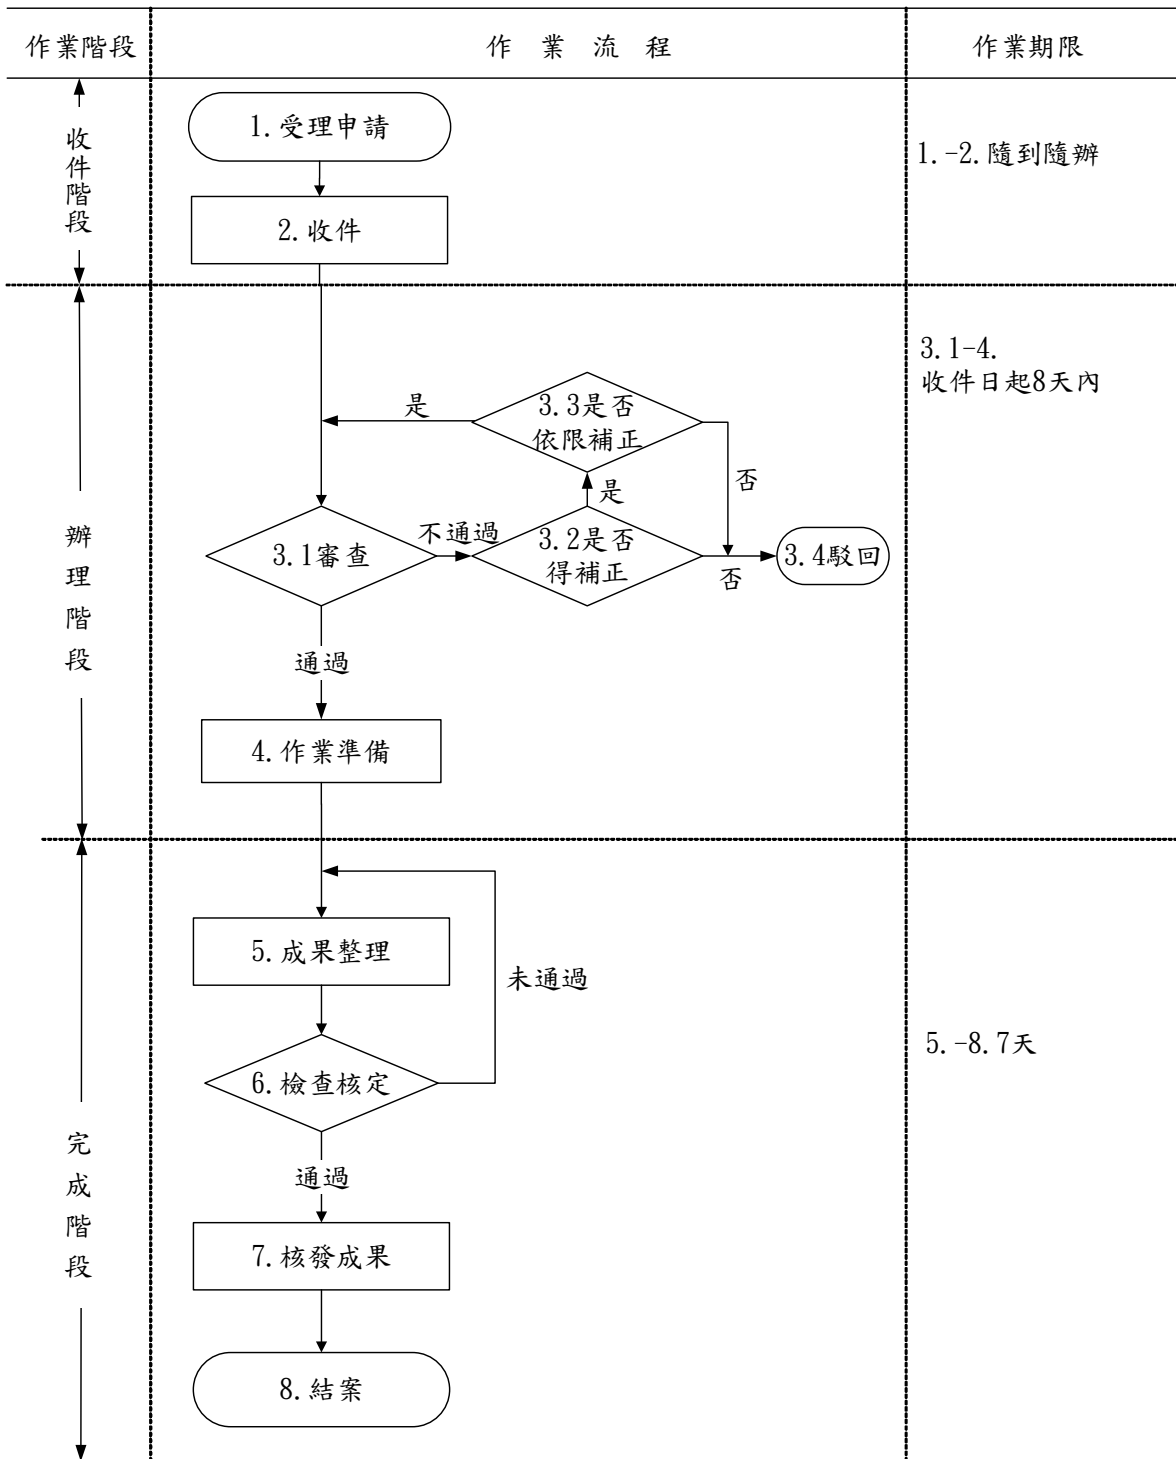 作業階段
作業流程
作業期限
收件階段
1.受理申請
1.-2.隨到隨辦
2.收件
辦理階段
3.1-4.
收件日起8天內
3.3是否
依限補正
是
否
是
3.1審查
不通過
3.2是否
得補正
否
3.4駁回
通過
4.作業準備
完成階段
5.成果整理
未通過
5.-8.7天
6.檢查核定
通過
7.核發成果
8.結案